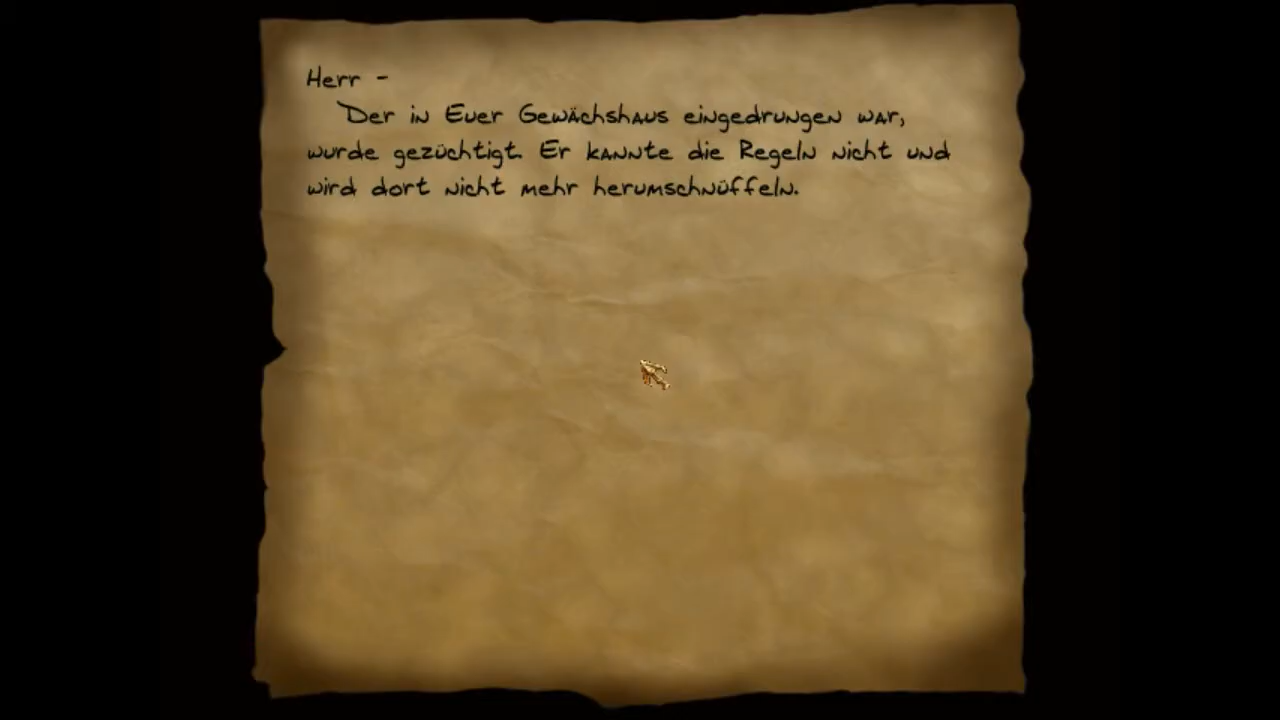 Herr -
Der in Euer Gewächshaus eingedrungen war,
wurde gezüchtigt. Er kannte die Regeln nicht und
wird dort nicht mehr herumschnüffeln.